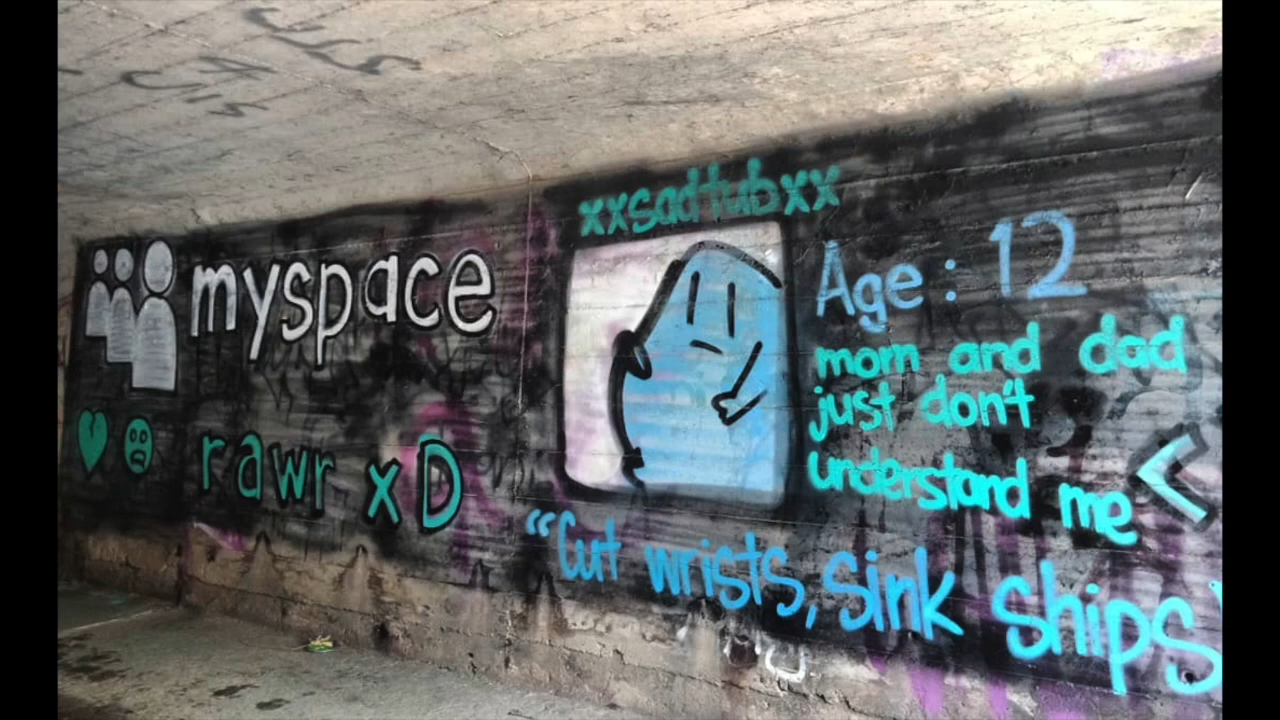 myspace
rawr xD
xxsadtubxx
Age: 12
mom and dad
just don't
understand me
"Cut wrists, sink ships